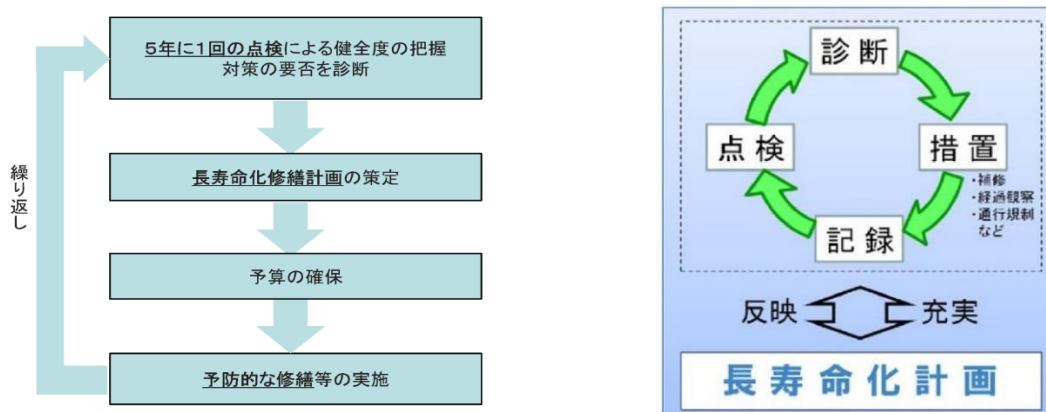 5年に1回の点検による健全度の把握
対策の要否を診断
長寿命化修繕計画の策定
予算の確保
予防的な修繕等の実施
繰り返し
診断
点検
措置
・補修
・経過観察
・通行規制
など
記録
反映
充実
長寿命化計画